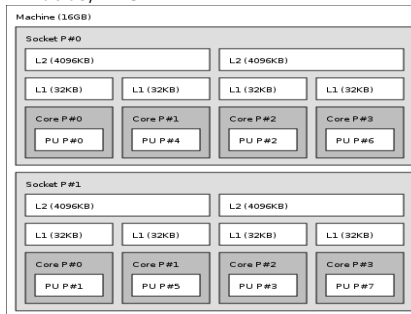 Machine (16GB)
Socket P#0
L2 (4096KB) L2 (4096KB)
L1 (32KB) L1 (32KB) L1 (32KB) L1 (32KB)
Core P#0 Core P#1 Core P#2 Core P#3
PU P#0 PU P#4 PU P#2 PU P#6
Socket P#1
L2 (4096KB) L2 (4096KB)
L1 (32KB) L1 (32KB) L1 (32KB) L1 (32KB)
Core P#0 Core P#1 Core P#2 Core P#3
PU P#1 PU P#5 PU P#3 PU P#7